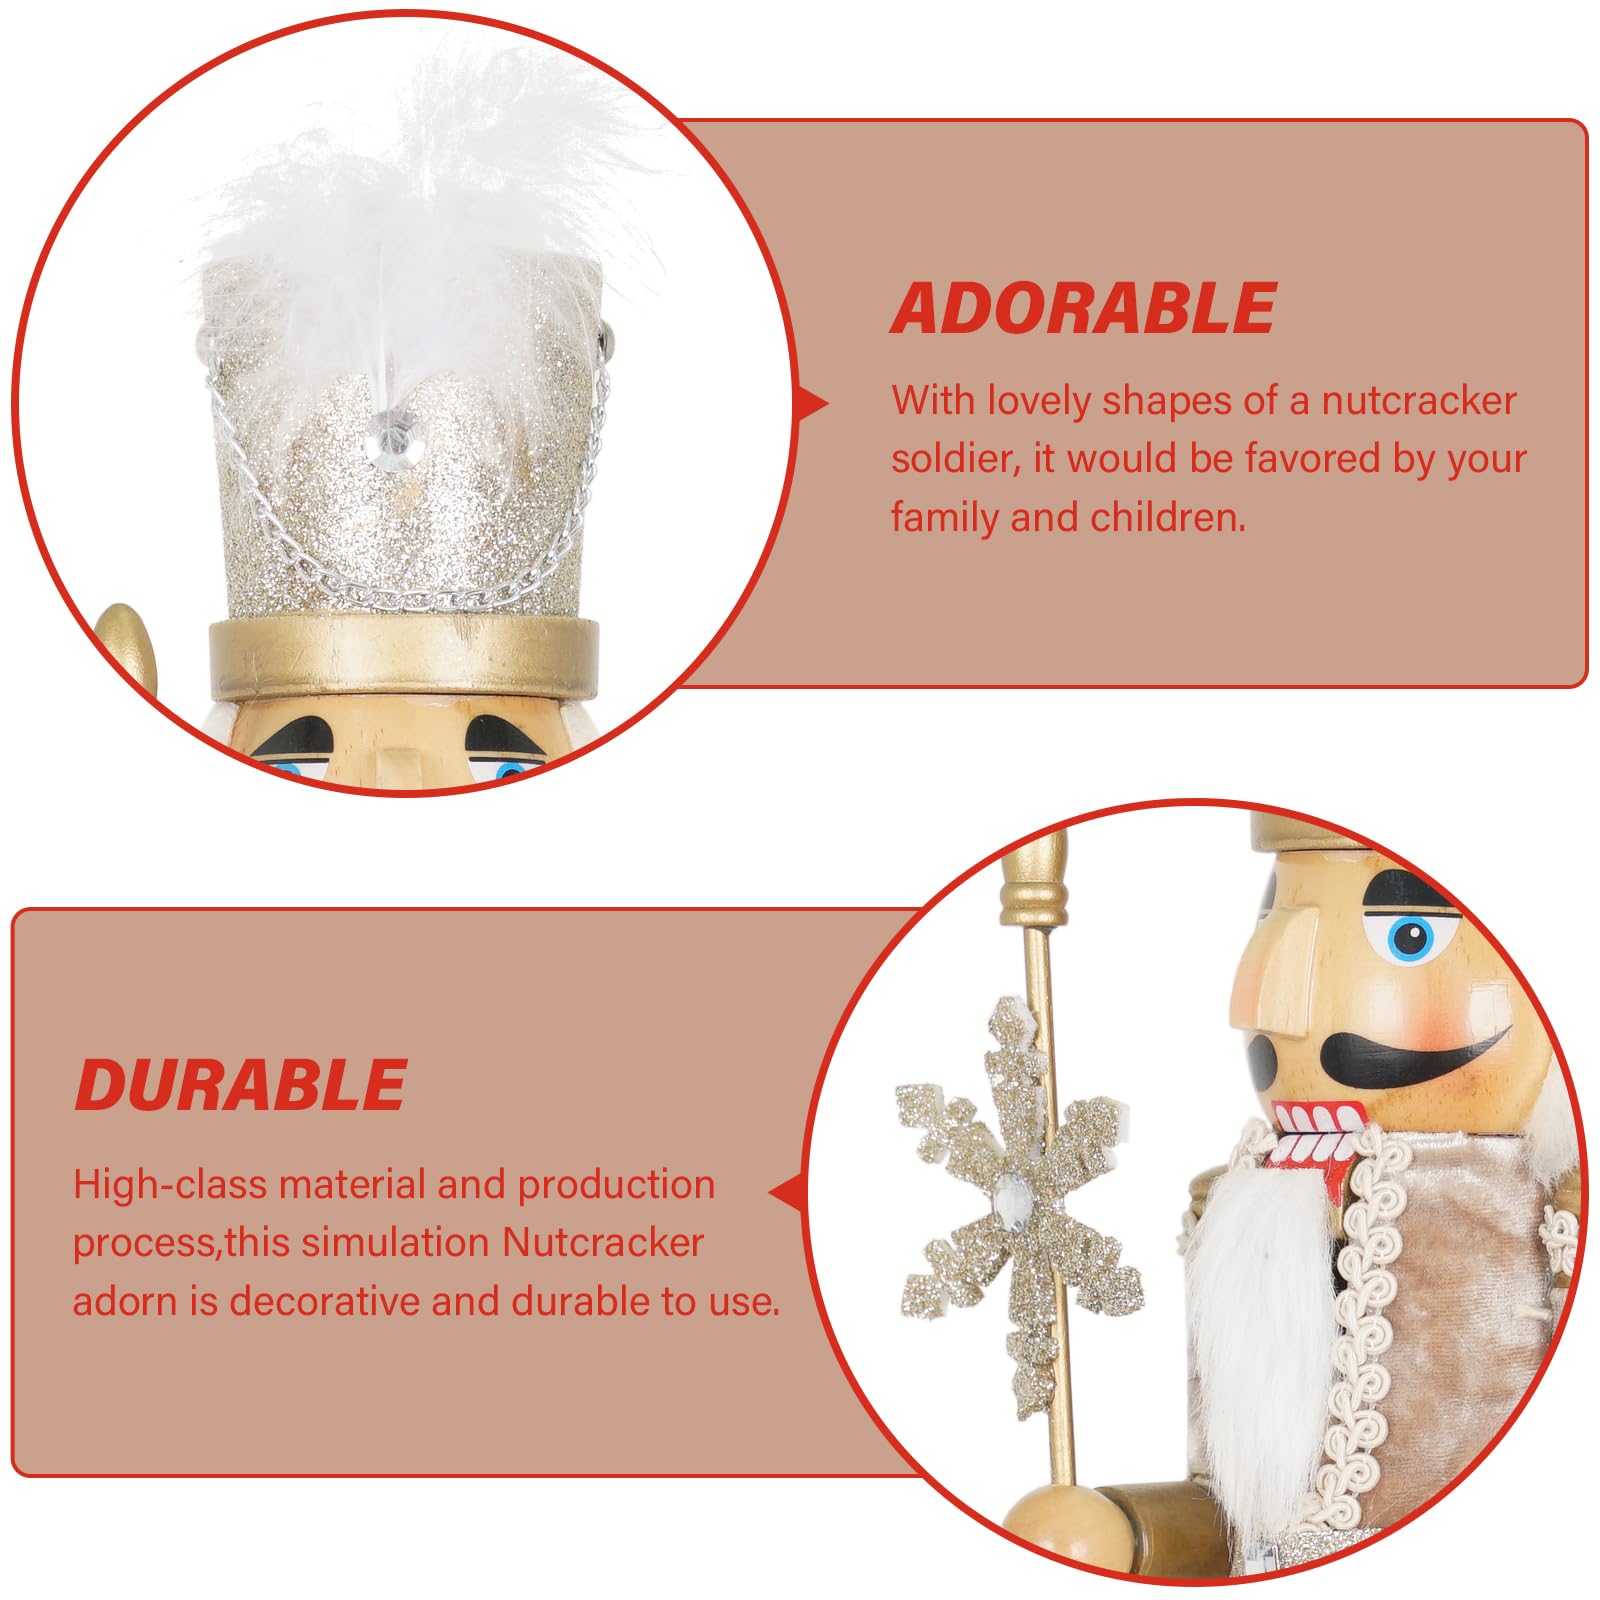 ADORABLE
With lovely shapes of a nutcracker
soldier, it would be favored by your
family and children.
DURABLE
High-class material and production
process,this simulation Nutcracker
adorn is decorative and durable to use.